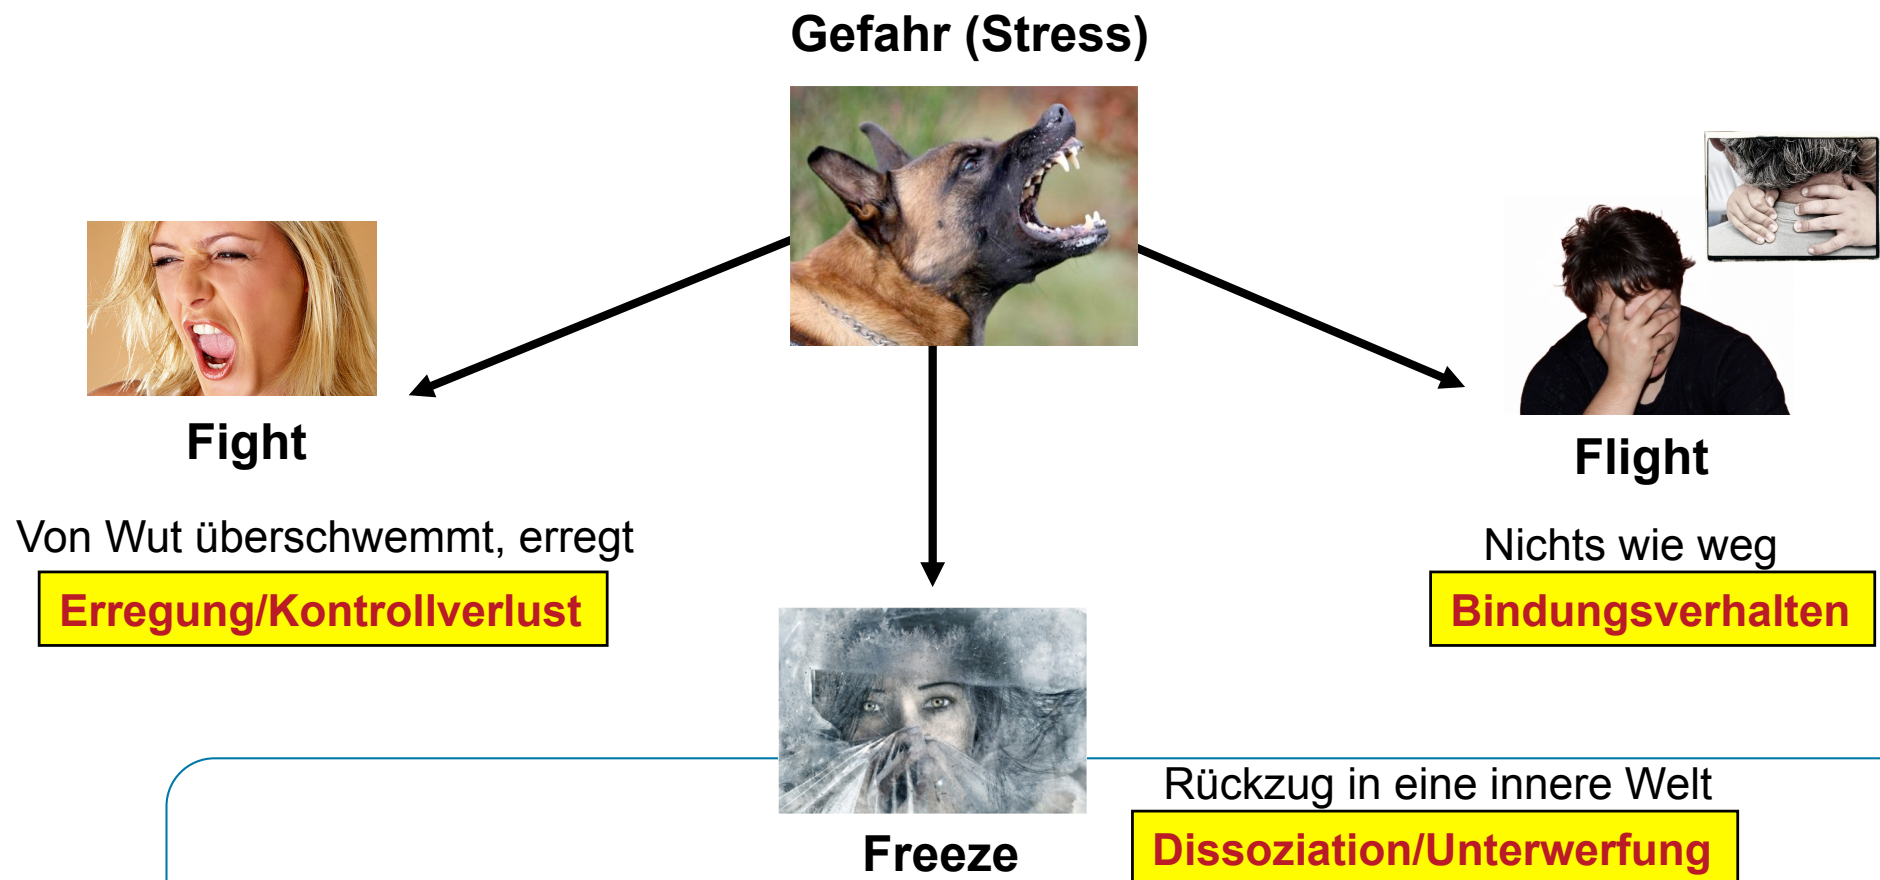 Gefahr (Stress)
Fight
Von Wut überschwemmt, erregt
Erregung/Kontrollverlust
Flight
Nichts wie weg
Bindungsverhalten
Freeze
Rückzug in eine innere Welt
Dissoziation/Unterwerfung